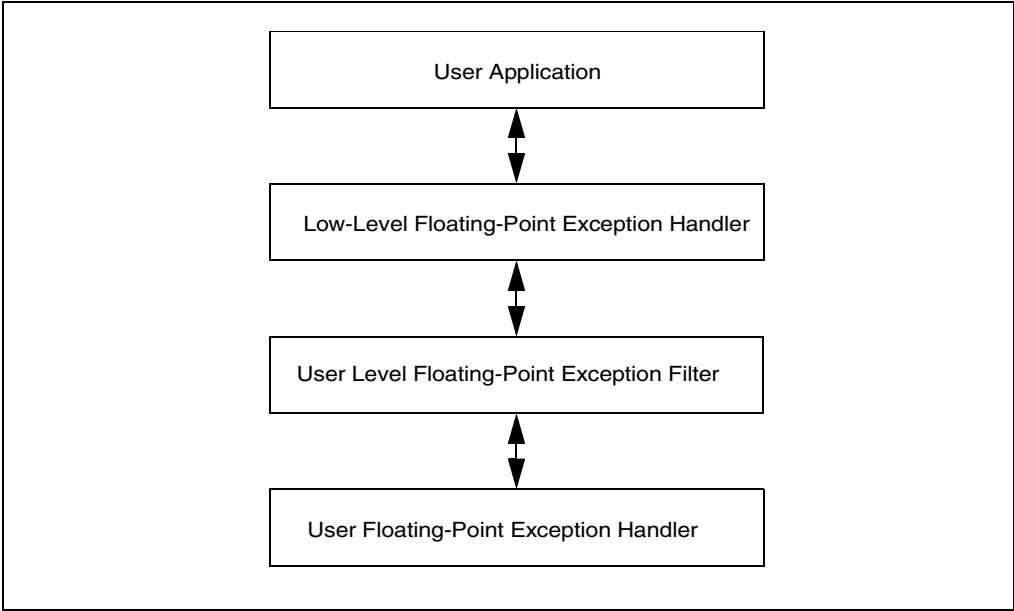 User Application
Low-Level Floating-Point Exception Handler
User Level Floating-Point Exception Filter
User Floating-Point Exception Handler